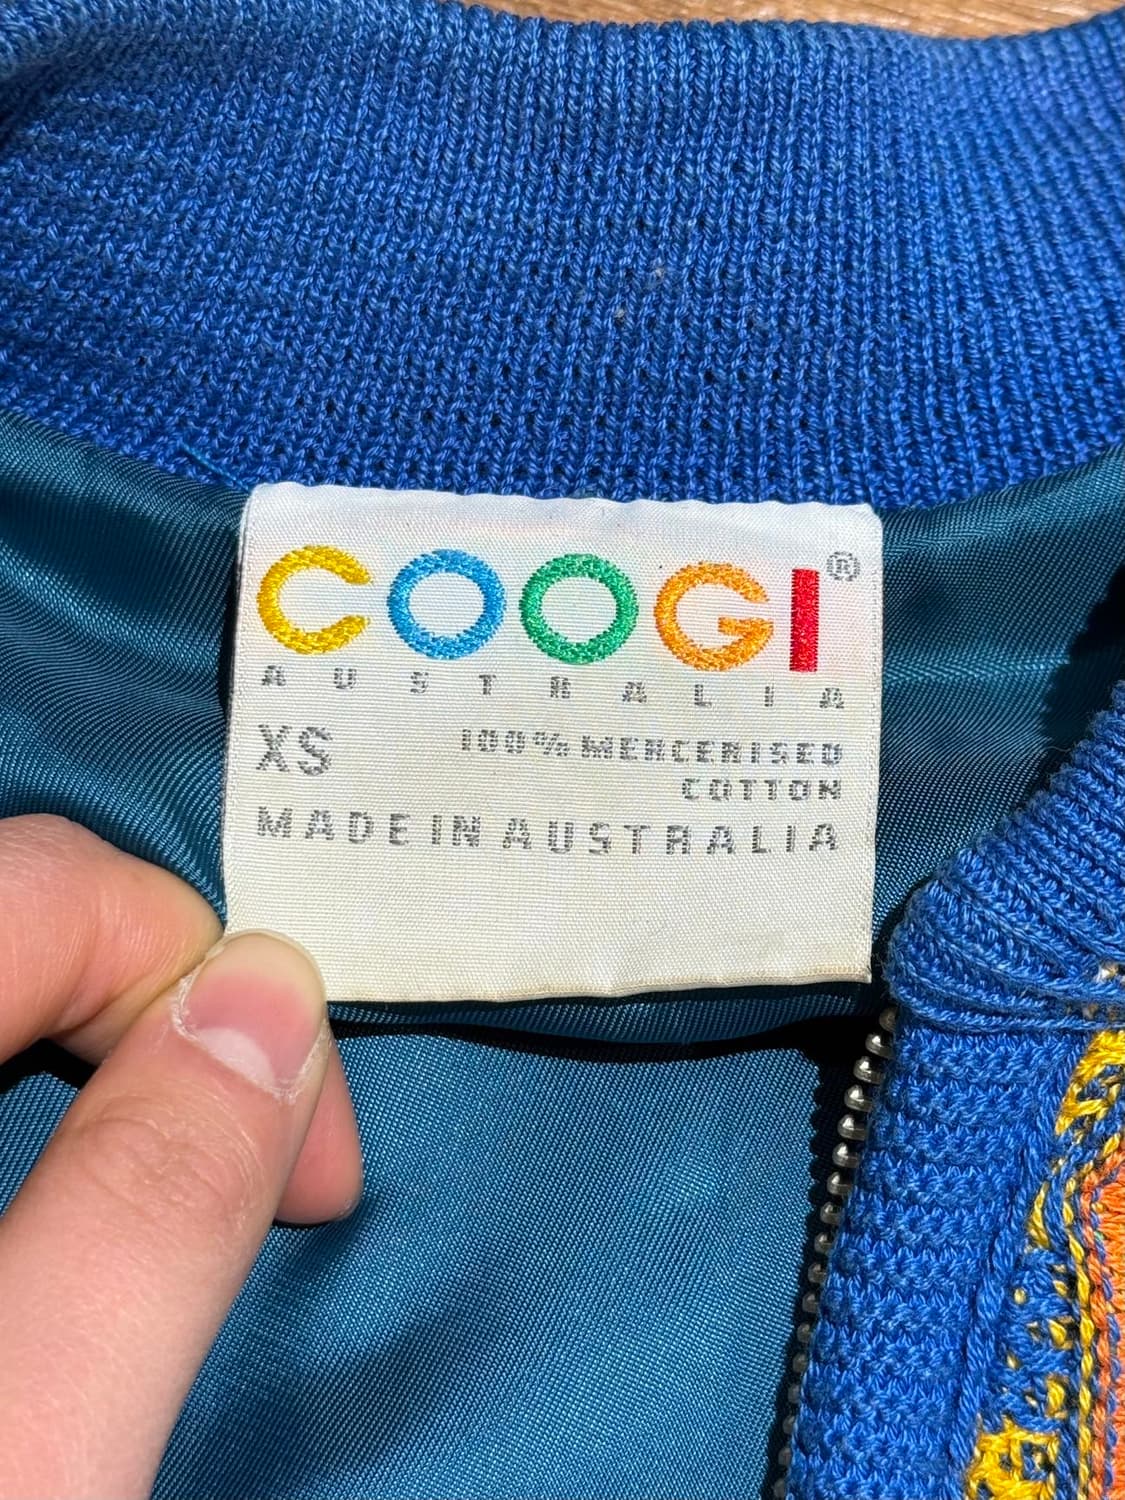 COOGI®
AUSTRALIA
XS 100% MERCERISED
COTTON
MADE IN AUSTRALIA